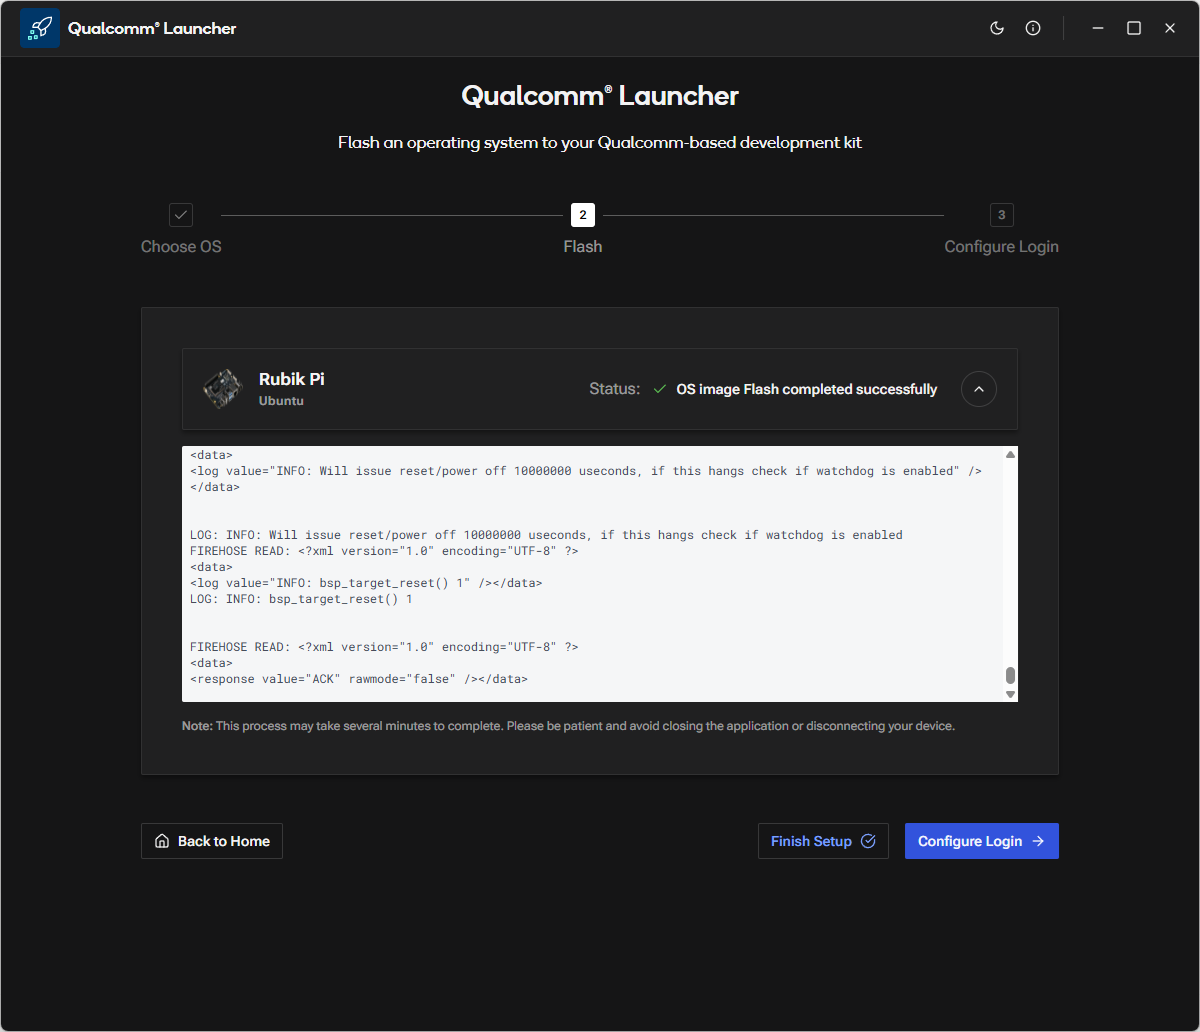 Qualcomm® Launcher
Qualcomm® Launcher
Flash an operating system to your Qualcomm-based development kit
2
3
Choose OS
Flash
Configure Login
Rubik Pi
Ubuntu
Status: OS image Flash completed successfully
<data>
<log value="INFO: Will issue reset/power off 10000000 useconds, if this hangs check if watchdog is enabled" />
</data>
LOG: INFO: Will issue reset/power off 10000000 useconds, if this hangs check if watchdog is enabled
FIREHOSE READ: <?xml version="1.0" encoding="UTF-8" ?>
<data>
<log value="INFO: bsp_target_reset() 1" /></data>
LOG: INFO: bsp_target_reset() 1
FIREHOSE READ: <?xml version="1.0" encoding="UTF-8" ?>
<data>
<response value="ACK" rawmode="false" /></data>
Note: This process may take several minutes to complete. Please be patient and avoid closing the application or disconnecting your device.
Back to Home
Finish Setup
Configure Login